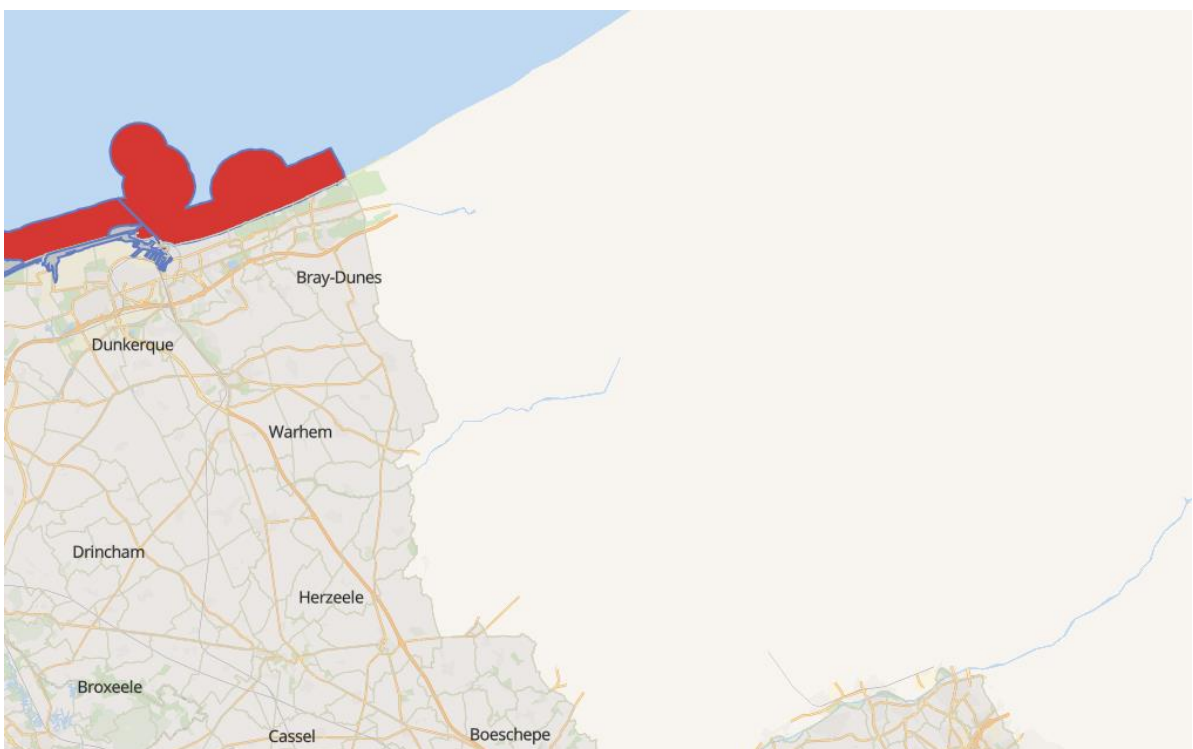 Bray-Dunes
Dunkerque
Warhem
Drincham
Herzeele
Broxeele
Cassel
Boeschepe